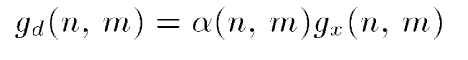 g_d(n, m) = α(n, m)g_x(n, m)